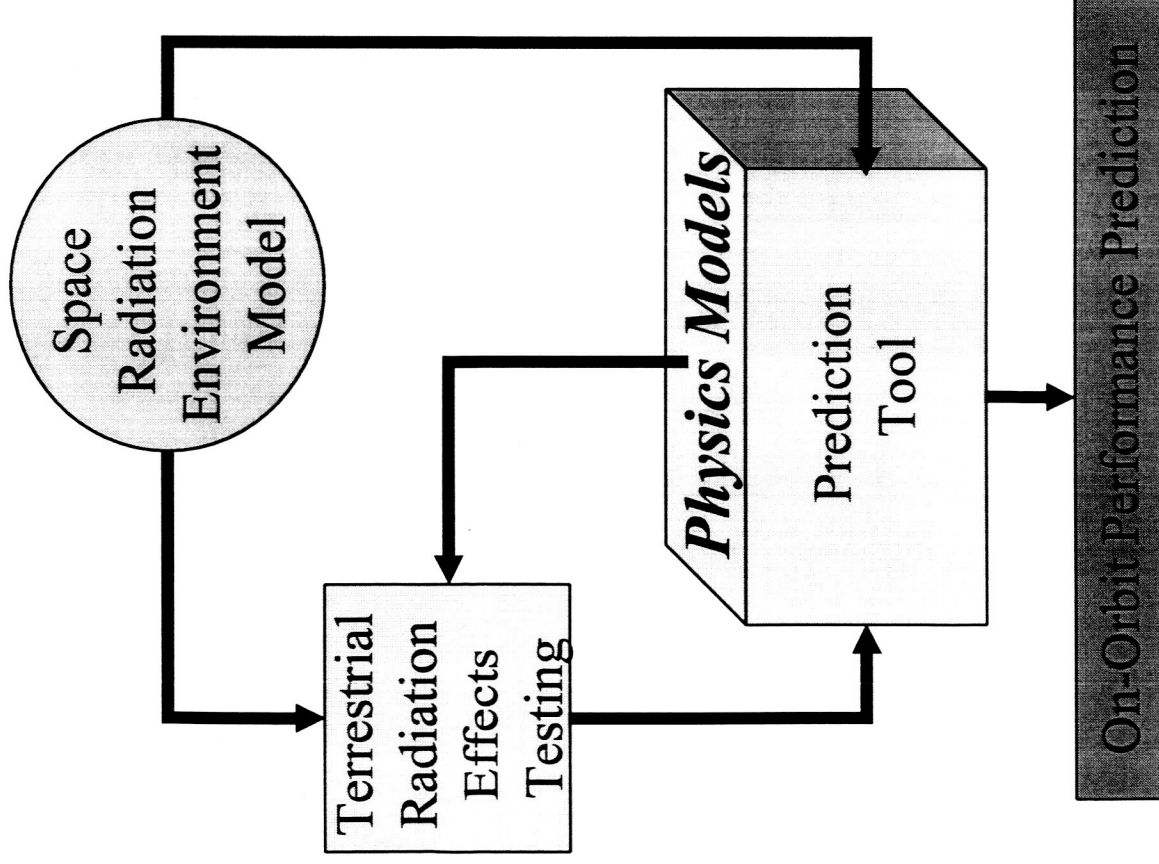 Space
Radiation
Environment
Model
Terrestrial
Radiation
Effects
Testing
Physics Models
Prediction
Tool
On-Orbit Performance Prediction